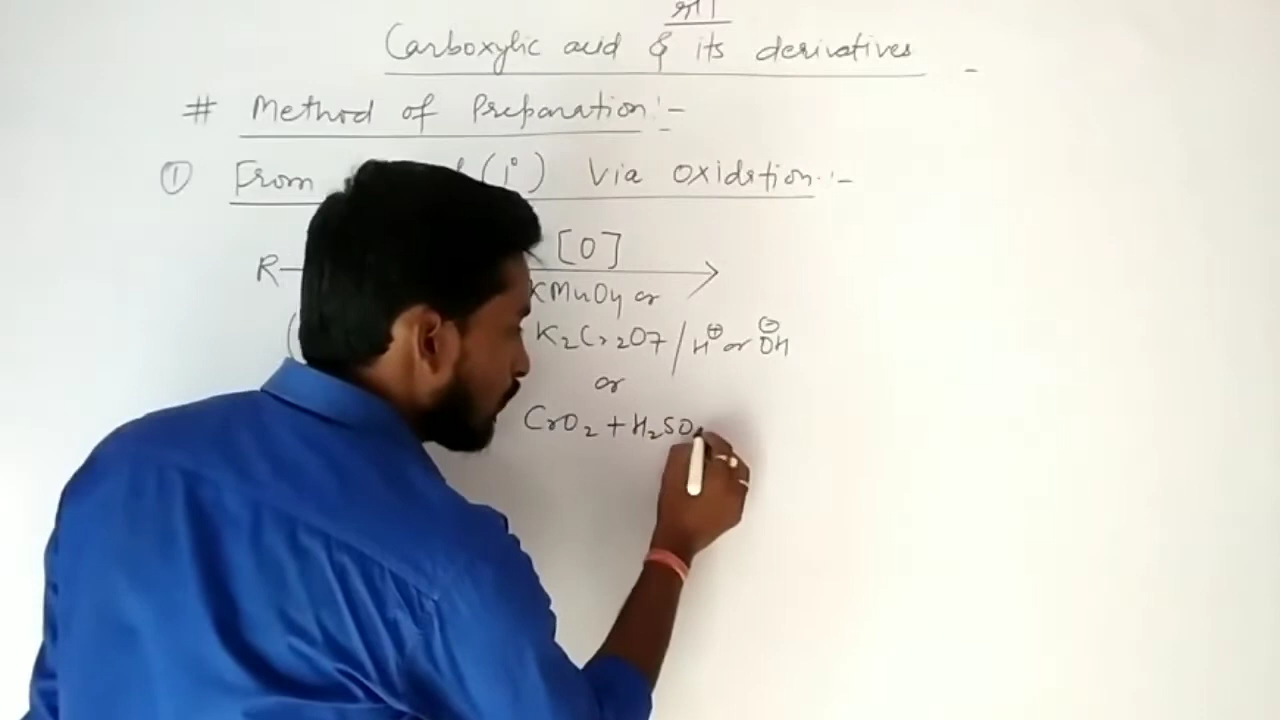 श्री
Carboxylic acid & its derivatives -
# Method of Preparation :-
① From (1°) Via oxidation :-
R- [O]
KMnO4 or
K2Cr2O7 / H⊕ or ⊖OH
or
CrO2 + H2SO